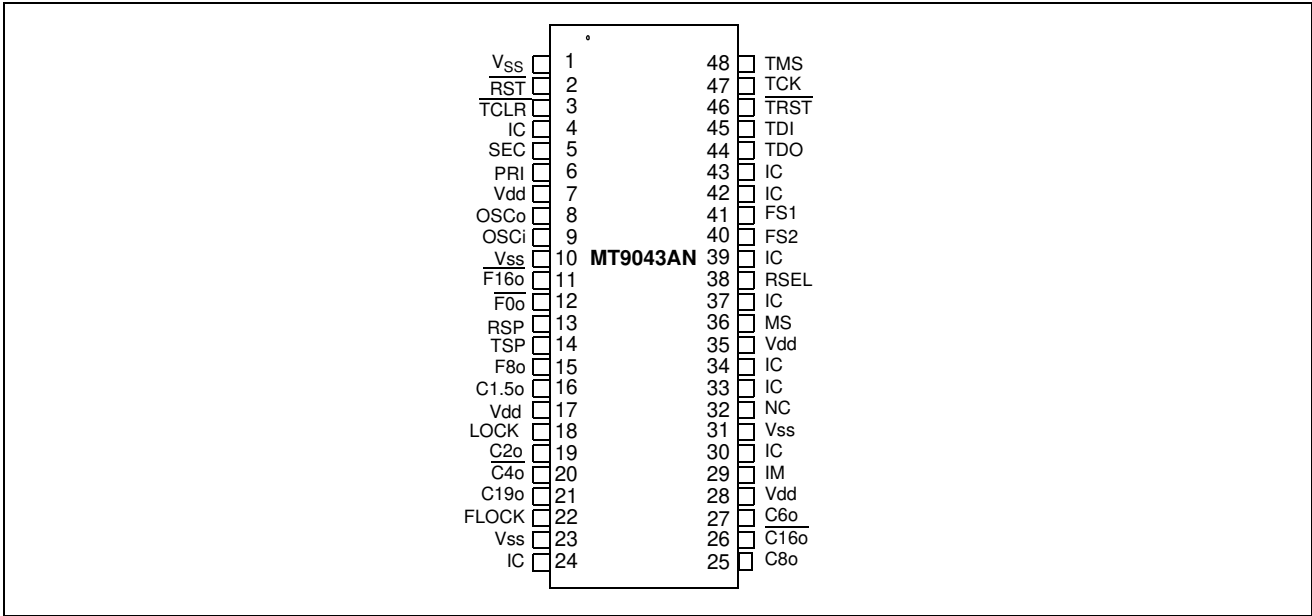 V_SS 1 48 TMS
RST 2 47 TCK
TCLR 3 46 TRST
IC 4 45 TDI
SEC 5 44 TDO
PRI 6 43 IC
Vdd 7 42 IC
OSCo 8 41 FS1
OSCi 9 40 FS2
Vss 10 MT9043AN 39 IC
F16o 11 38 RSEL
F0o 12 37 IC
RSP 13 36 MS
TSP 14 35 Vdd
F8o 15 34 IC
C1.5o 16 33 IC
Vdd 17 32 NC
LOCK 18 31 Vss
C2o 19 30 IC
C4o 20 29 IM
C19o 21 28 Vdd
FLOCK 22 27 C6o
Vss 23 26 C16o
IC 24 25 C8o